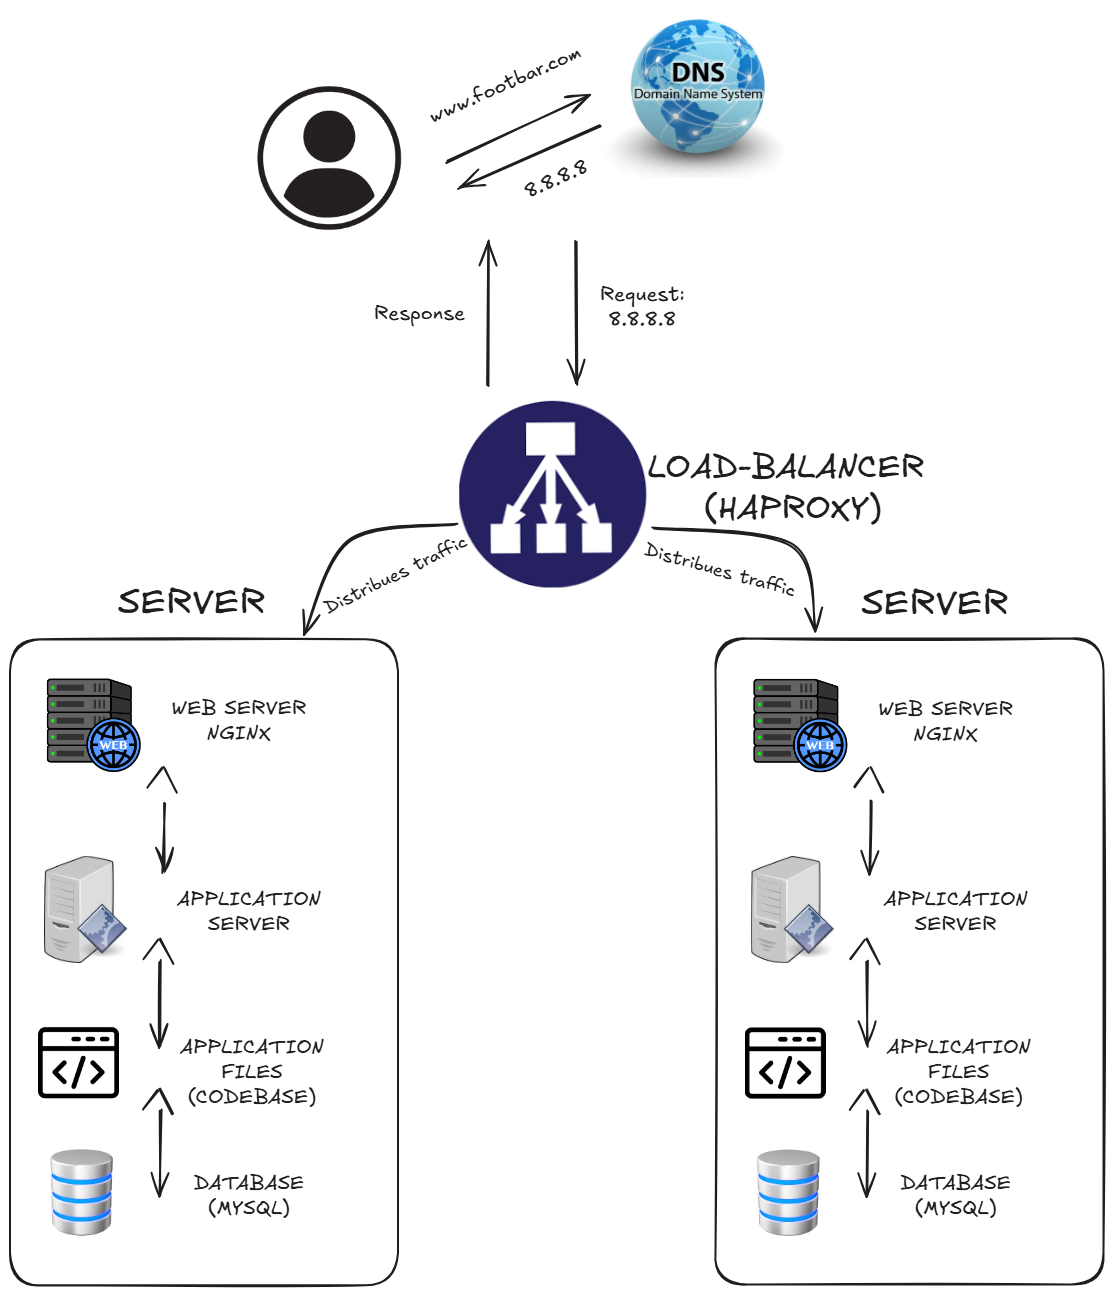 www.footbar.com
DNS
Domain Name System
8.8.8.8
Response
Request:
8.8.8.8
LOAD-BALANCER
(HAPROXY)
Distribues traffic
Distribues traffic
SERVER
SERVER
WEB SERVER
NGINX
WEB
APPLICATION
SERVER
APPLICATION
FILES
(CODEBASE)
DATABASE
(MYSQL)
WEB SERVER
NGINX
WEB
APPLICATION
SERVER
APPLICATION
FILES
(CODEBASE)
DATABASE
(MYSQL)